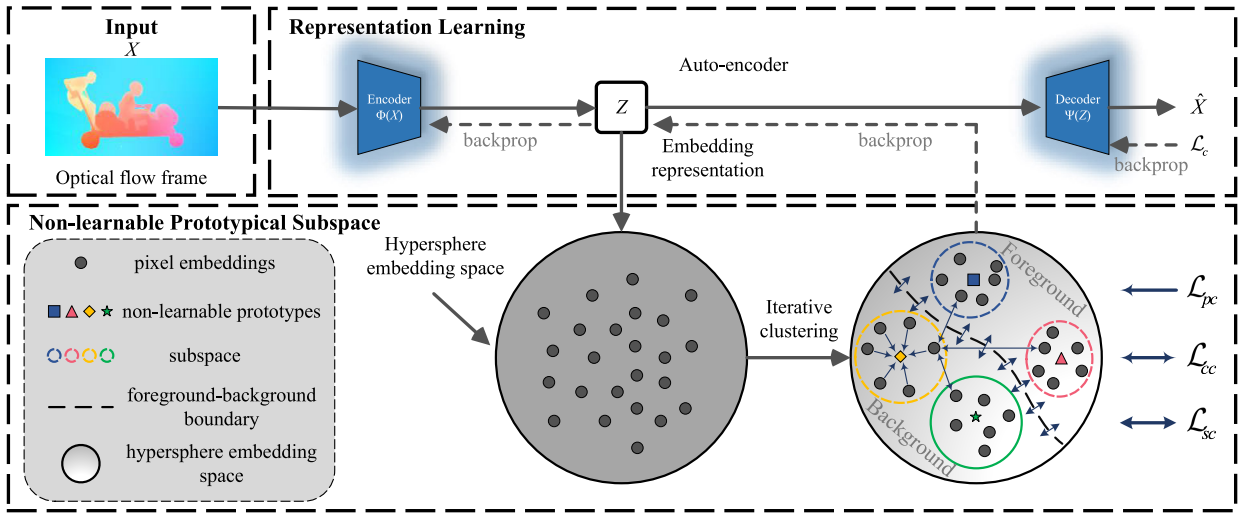 Input
X
Optical flow frame
Representation Learning
Encoder
Φ(X)
backprop
Z
Auto-encoder
Embedding
representation
backprop
Decoder
Ψ(Z)
X̂
ℒc
backprop
Non-learnable Prototypical Subspace
pixel embeddings
non-learnable prototypes
subspace
foreground-background
boundary
hypersphere embedding
space
Hypersphere
embedding space
Iterative
clustering
Foreground
Background
ℒpc
ℒcc
ℒsc